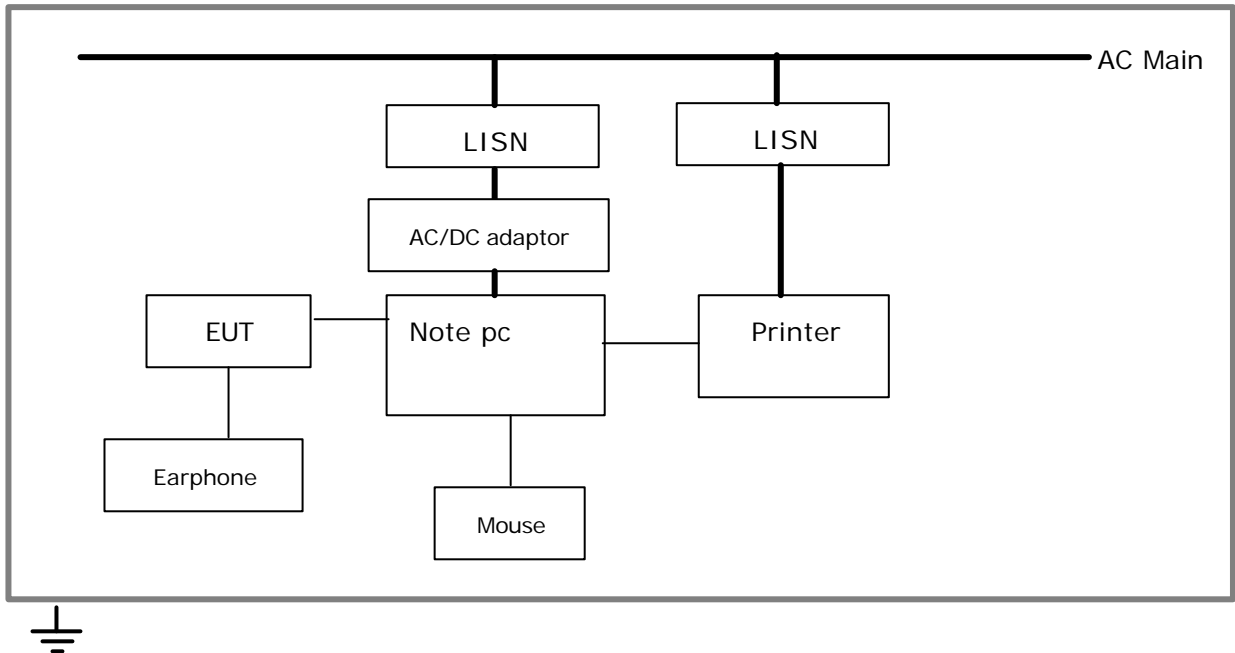 AC Main
LISN
LISN
AC/DC adaptor
EUT
Note pc
Printer
Earphone
Mouse